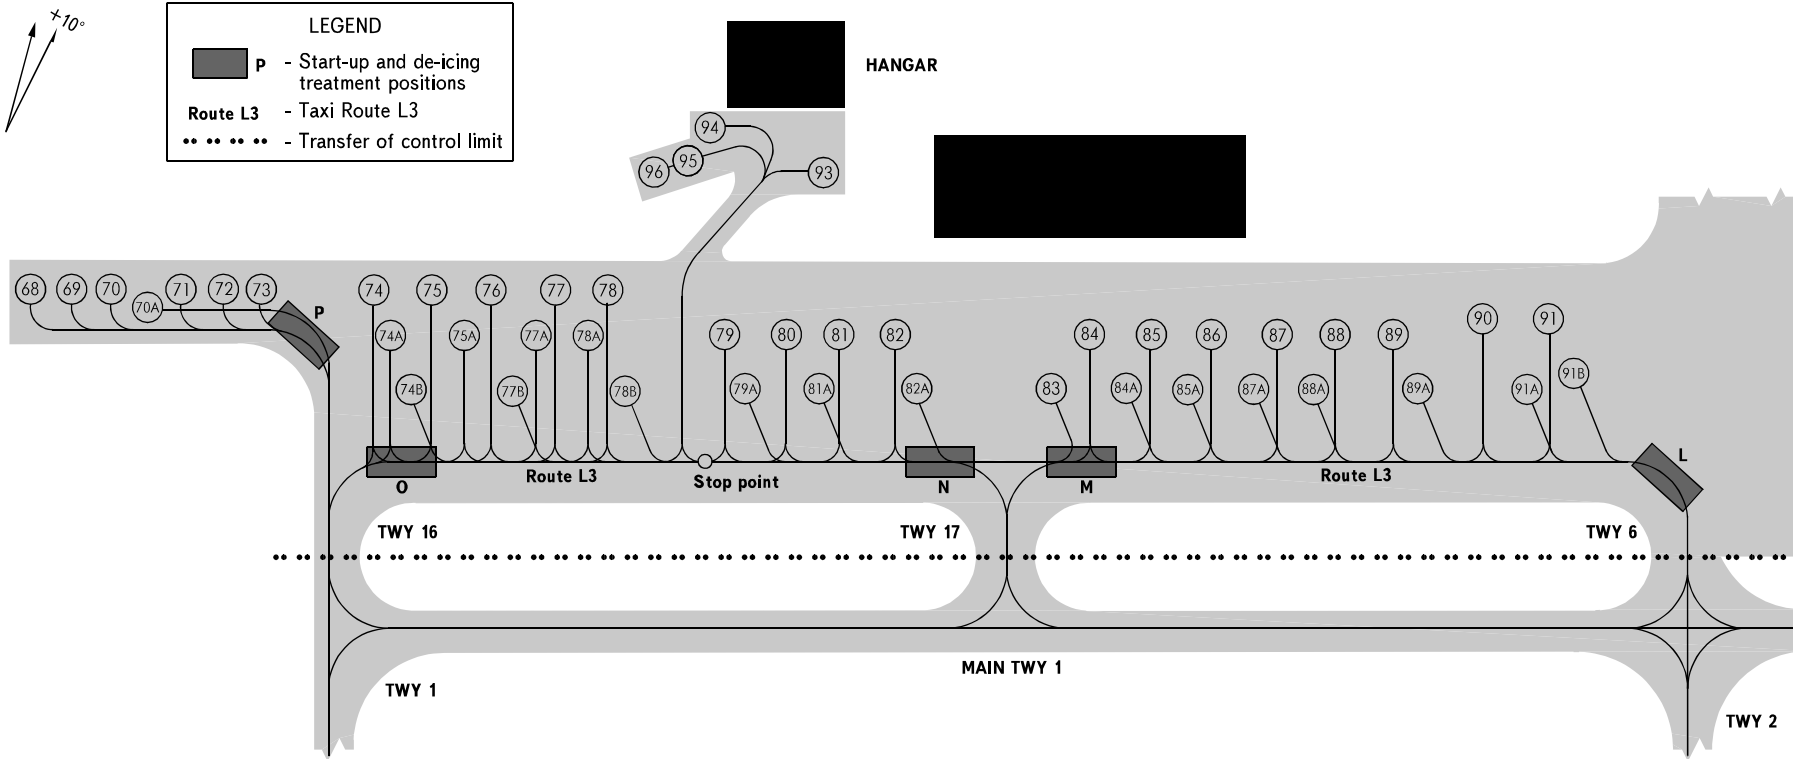 +10°
LEGEND
P - Start-up and de-icing
treatment positions
Route L3 - Taxi Route L3
- Transfer of control limit
HANGAR
94
96 95 93
68 69 70 70A 71 72 73 P
74 75 76 77 78
74A 75A 77A 78A 79 80 81 82 84 85 86 87 88 89 90 91
74B 77B 78B 79A 81A 82A 83 84A 85A 87A 88A 89A 91A 91B
O Route L3 Stop point N M Route L3 L
TWY 16 TWY 17 TWY 6
MAIN TWY 1
TWY 1
TWY 2